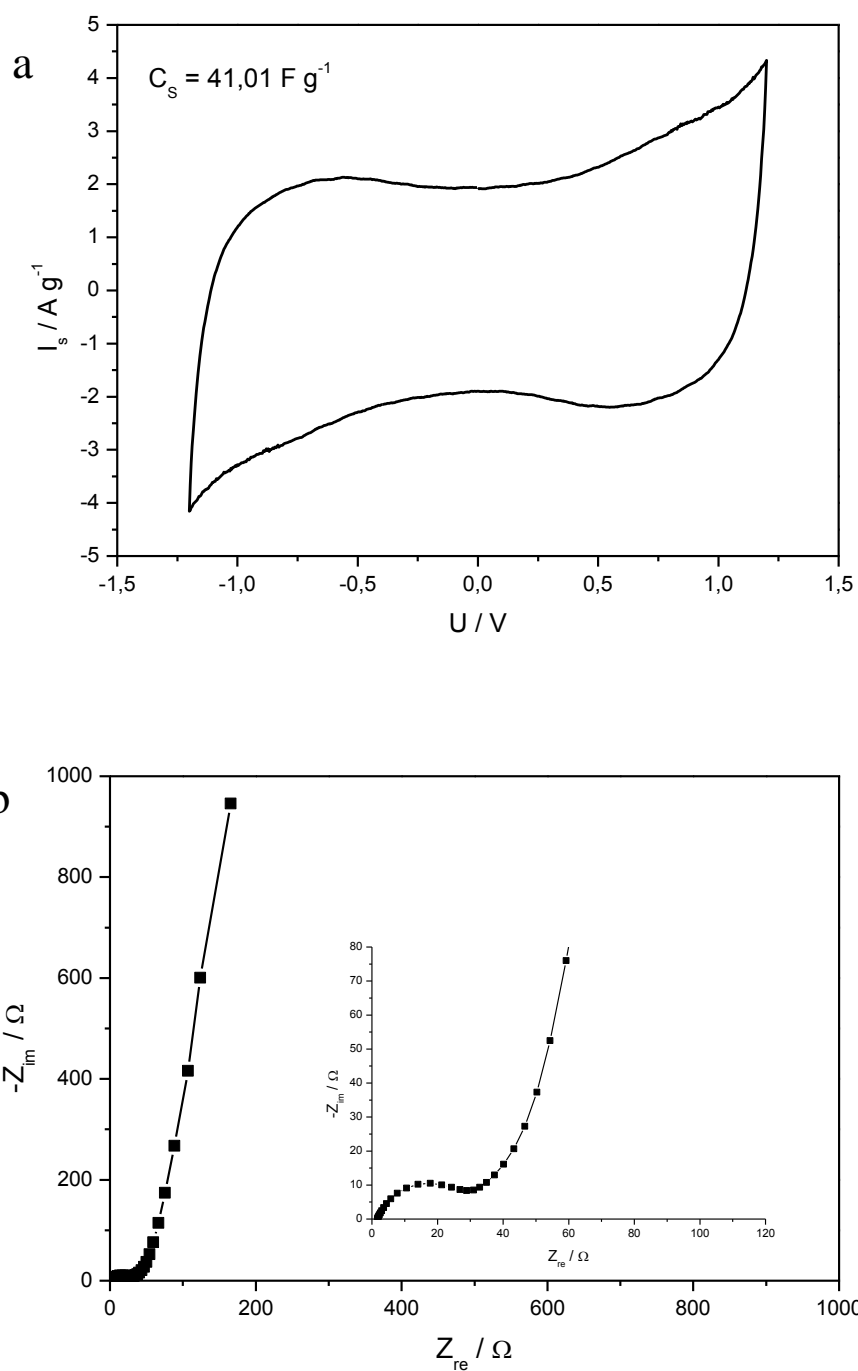 a
C_S = 41,01 F g^-1
5
4
3
2
1
0
-1
-2
-3
-4
-5
I_s / A g^-1
-1,5 -1,0 -0,5 0,0 0,5 1,0 1,5
U / V
b
1000
800
600
400
200
0
-Z_im / Ω
80
70
60
50
40
30
20
10
0
-Z_im / Ω
0 20 40 60 80 100 120
Z_re / Ω
0 200 400 600 800 1000
Z_re / Ω